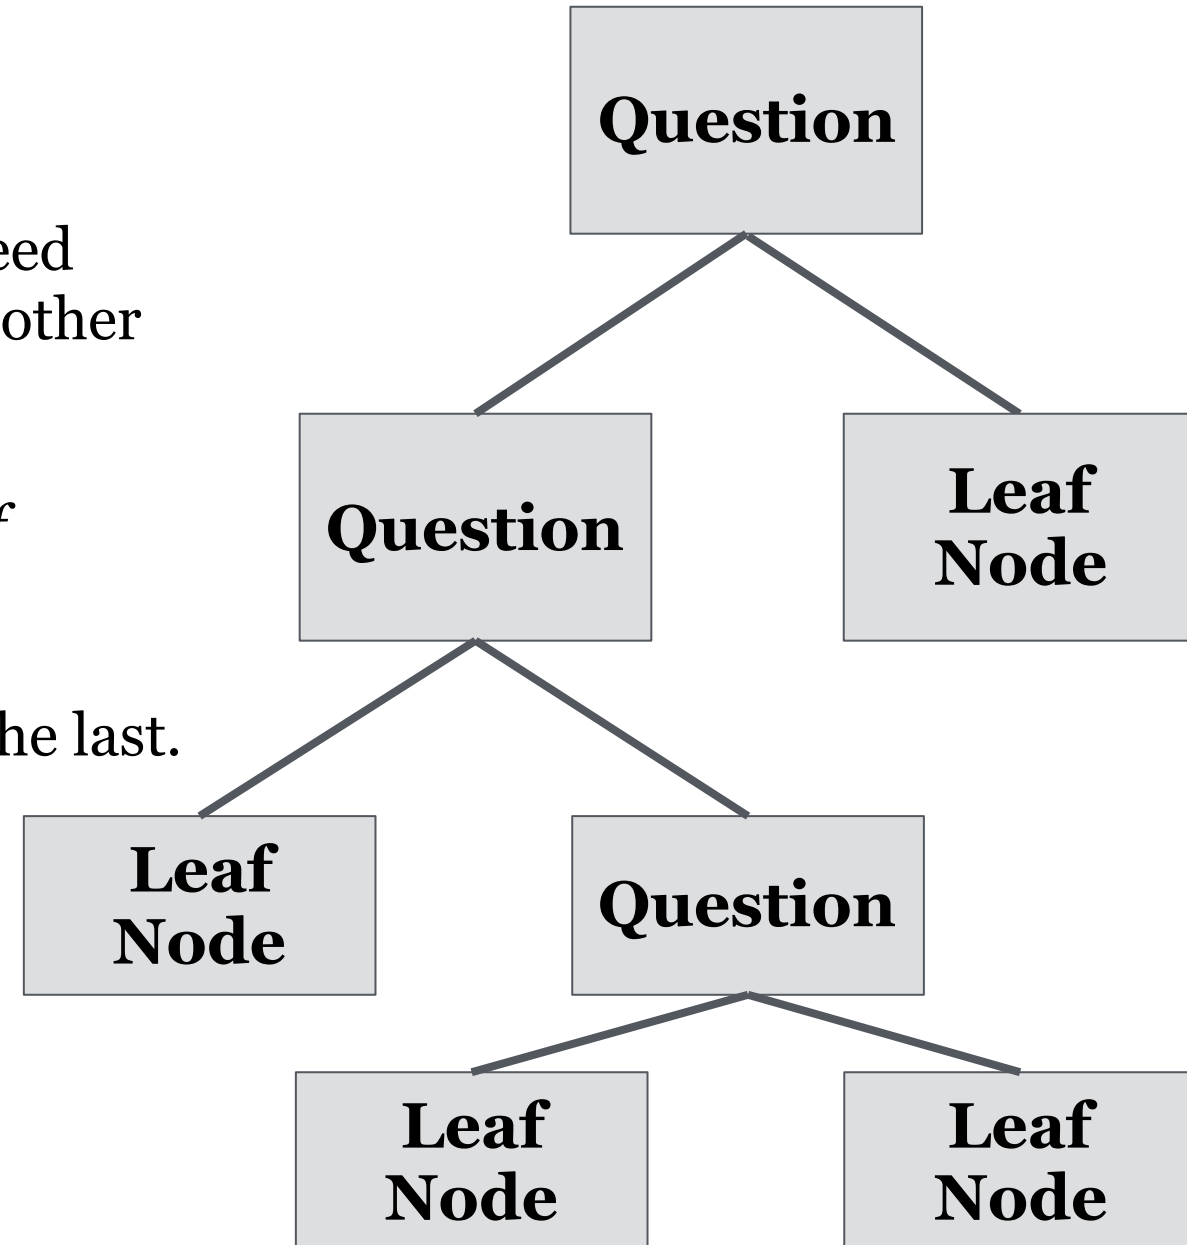 Question
eed
other
Question
Leaf
Node
f
he last.
Leaf
Node
Question
Leaf
Node
Leaf
Node